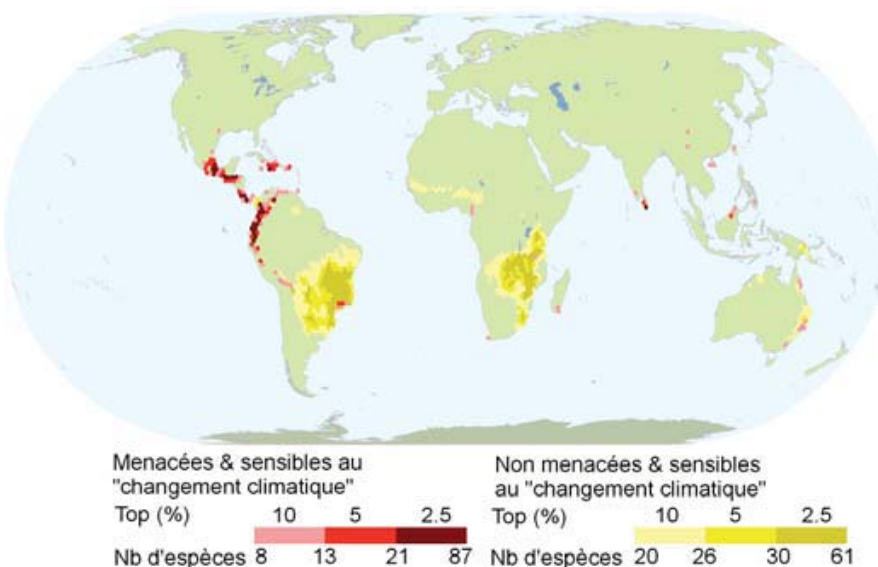 Menacées & sensibles au
"changement climatique"
Top (%) 10 5 2.5
Nb d'espèces 8 13 21 87
Non menacées & sensibles
au "changement climatique"
Top (%) 10 5 2.5
Nb d'espèces 20 26 30 61